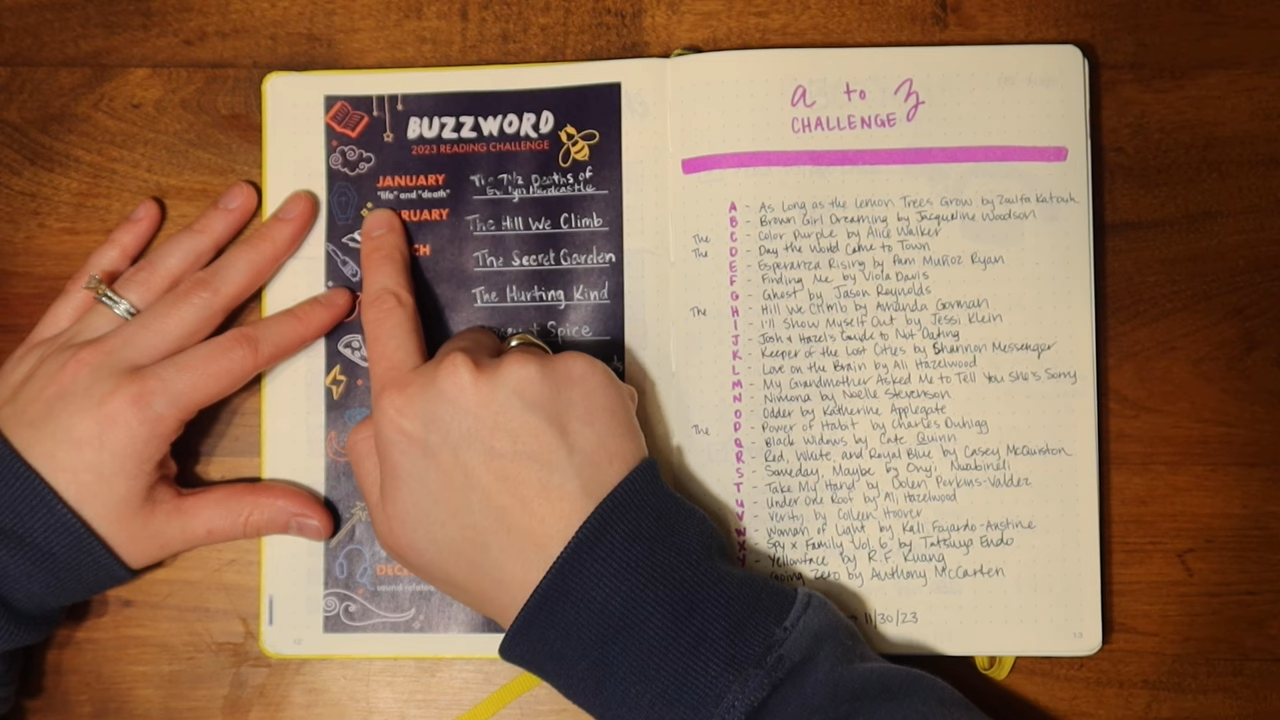 BUZZWORD
2023 READING CHALLENGE
JANUARY
"life" and "death"
The 7½ Deaths of
Evelyn Hardcastle
RUARY
The Hill We Climb
CH
The Secret Garden
The Hurting Kind
Spice
DEC
sound related
12
a to z
CHALLENGE
A - As Long as the Lemon Trees Grow by Zoulfa Katouh
B - Brown Girl Dreaming by Jacqueline Woodson
The C - Color Purple by Alice Walker
The D - Day the World Came to Town
E - Esperanza Rising by Pam Muñoz Ryan
F - Finding Me by Viola Davis
G - Ghost by Jason Reynolds
The H - Hill We Climb by Amanda Gorman
I - I'll Show Myself Out by Jessi Klein
J - Josh + Hazel's Guide to Not Dating
K - Keeper of the Lost Cities by Shannon Messenger
L - Love on the Brain by Ali Hazelwood
M - My Grandmother Asked Me to Tell You She's Sorry
N - Nimona by Noelle Stevenson
O - Odder by Katherine Applegate
The P - Power of Habit by Charles Duhigg
Q - Black Widows by Cate Quinn
R - Red, White, and Royal Blue by Casey McQuiston
S - Someday, Maybe by Onyi Nwabineli
T - Take My Hand by Dolen Perkins-Valdez
U - Under One Roof by Ali Hazelwood
V - Verity by Colleen Hoover
W - Woman of Light by Kali Fajardo-Anstine
X - Spy x Family Vol. 6 by Tatsuya Endo
Y - Yellowface by R.F. Kuang
Going Zero by Anthony McCarten
11/30/23
13